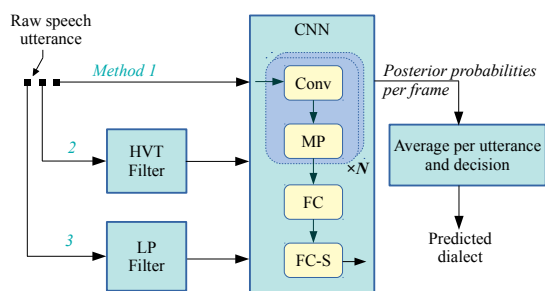 Raw speech
utterance
Method 1
2
HVT
Filter
3
LP
Filter
CNN
Conv
MP
×N
FC
FC-S
Posterior probabilities
per frame
Average per utterance
and decision
Predicted
dialect